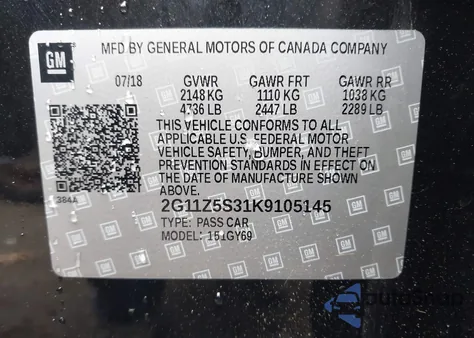 GM
MFD BY GENERAL MOTORS OF CANADA COMPANY
07/18 GVWR GAWR FRT GAWR RR
2148 KG 1110 KG 1038 KG
4736 LB 2447 LB 2289 LB
THIS VEHICLE CONFORMS TO ALL
APPLICABLE U.S. FEDERAL MOTOR
VEHICLE SAFETY, BUMPER, AND THEFT
PREVENTION STANDARDS IN EFFECT ON
THE DATE OF MANUFACTURE SHOWN
ABOVE.
384A
2G11Z5S31K9105145
TYPE: PASS CAR
MODEL: 151GY69